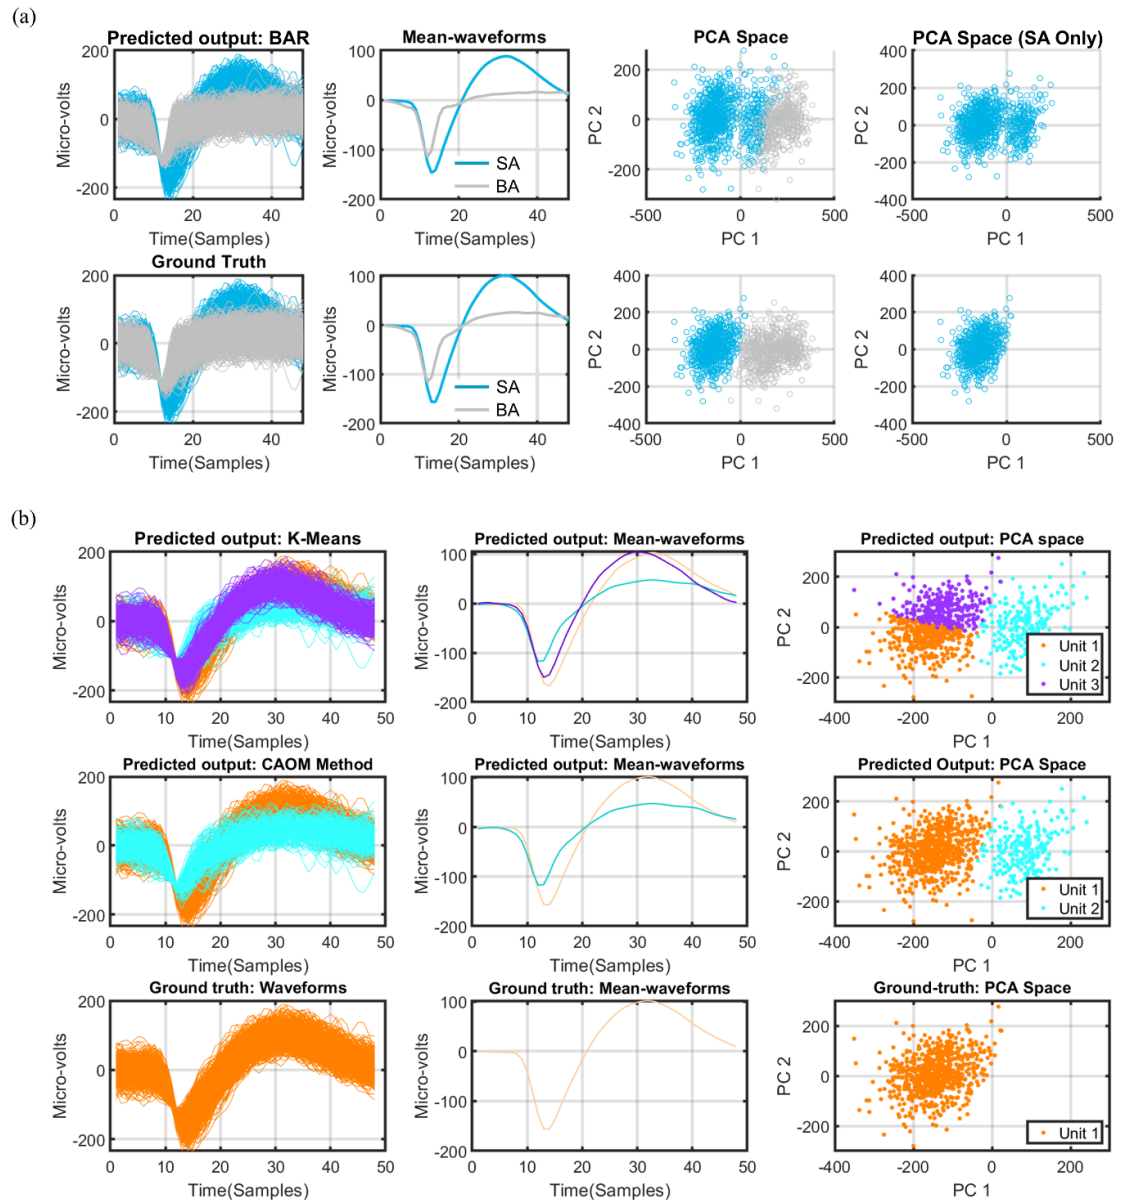 (a)
Predicted output: BAR
Mean-waveforms
PCA Space
PCA Space (SA Only)
200
0
-200
Micro-volts
0 20 40
Time(Samples)
100
0
-100
-200
Micro-volts
SA
BA
0 20 40
Time(Samples)
200
0
-200
PC 2
-500 0 500
PC 1
400
200
0
-200
-400
PC 2
-500 0 500
PC 1
Ground Truth
200
0
-200
Micro-volts
0 20 40
Time(Samples)
100
0
-100
-200
Micro-volts
SA
BA
0 20 40
Time(Samples)
400
200
0
-200
-400
PC 2
-500 0 500
PC 1
400
200
0
-200
-400
PC 2
-500 0 500
PC 1
(b)
Predicted output: K-Means
Predicted output: Mean-waveforms
Predicted output: PCA space
200
0
-200
Micro-volts
0 10 20 30 40 50
Time(Samples)
100
0
-100
-200
Micro-volts
0 10 20 30 40 50
Time(Samples)
200
0
-200
PC 2
Unit 1
Unit 2
Unit 3
-400 -200 0 200
PC 1
Predicted output: CAOM Method
Predicted output: Mean-waveforms
Predicted Output: PCA Space
200
0
-200
Micro-volts
0 10 20 30 40 50
Time(Samples)
100
0
-100
-200
Micro-volts
0 10 20 30 40 50
Time(Samples)
200
0
-200
PC 2
Unit 1
Unit 2
-400 -200 0 200
PC 1
Ground truth: Waveforms
Ground truth: Mean-waveforms
Ground-truth: PCA Space
200
0
-200
Micro-volts
0 10 20 30 40 50
Time(Samples)
100
0
-100
-200
Micro-volts
0 10 20 30 40 50
Time(Samples)
200
0
-200
PC 2
Unit 1
-400 -200 0 200
PC 1